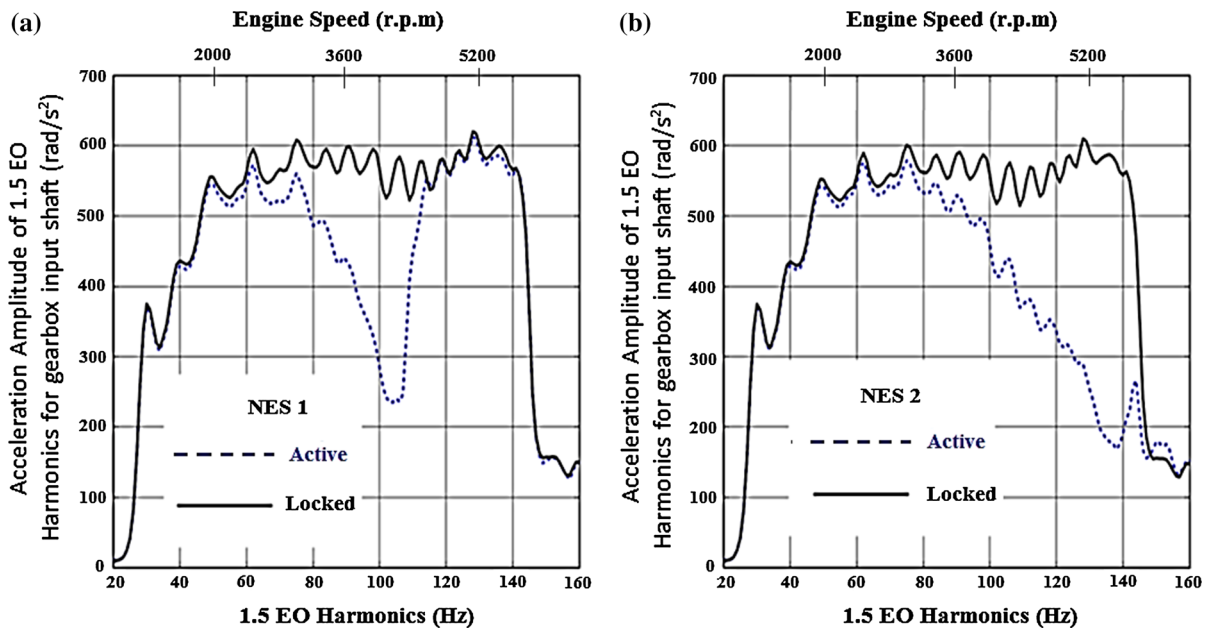 (a)
Engine Speed (r.p.m)
2000 3600 5200
Acceleration Amplitude of 1.5 EO
Harmonics for gearbox input shaft (rad/s²)
700
600
500
400
300
200
100
0
NES 1
Active
Locked
20 40 60 80 100 120 140 160
1.5 EO Harmonics (Hz)
(b)
Engine Speed (r.p.m)
2000 3600 5200
Acceleration Amplitude of 1.5 EO
Harmonics for gearbox input shaft (rad/s²)
700
600
500
400
300
200
100
0
NES 2
Active
Locked
20 40 60 80 100 120 140 160
1.5 EO Harmonics (Hz)